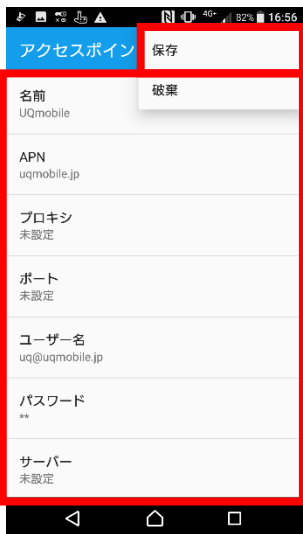 4G+ 82% 16:56
アクセスポイン
保存
破棄
名前
UQmobile
APN
uqmobile.jp
プロキシ
未設定
ポート
未設定
ユーザー名
uq@uqmobile.jp
パスワード
**
サーバー
未設定